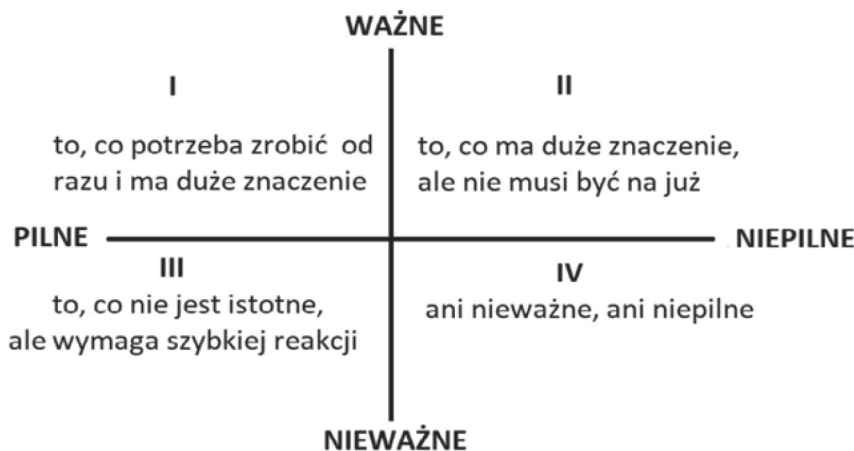 WAŻNE
I
to, co potrzeba zrobić od
razu i ma duże znaczenie
II
to, co ma duże znaczenie,
ale nie musi być na już
PILNE
NIEPILNE
III
to, co nie jest istotne,
ale wymaga szybkiej reakcji
IV
ani nieważne, ani niepilne
NIEWAŻNE